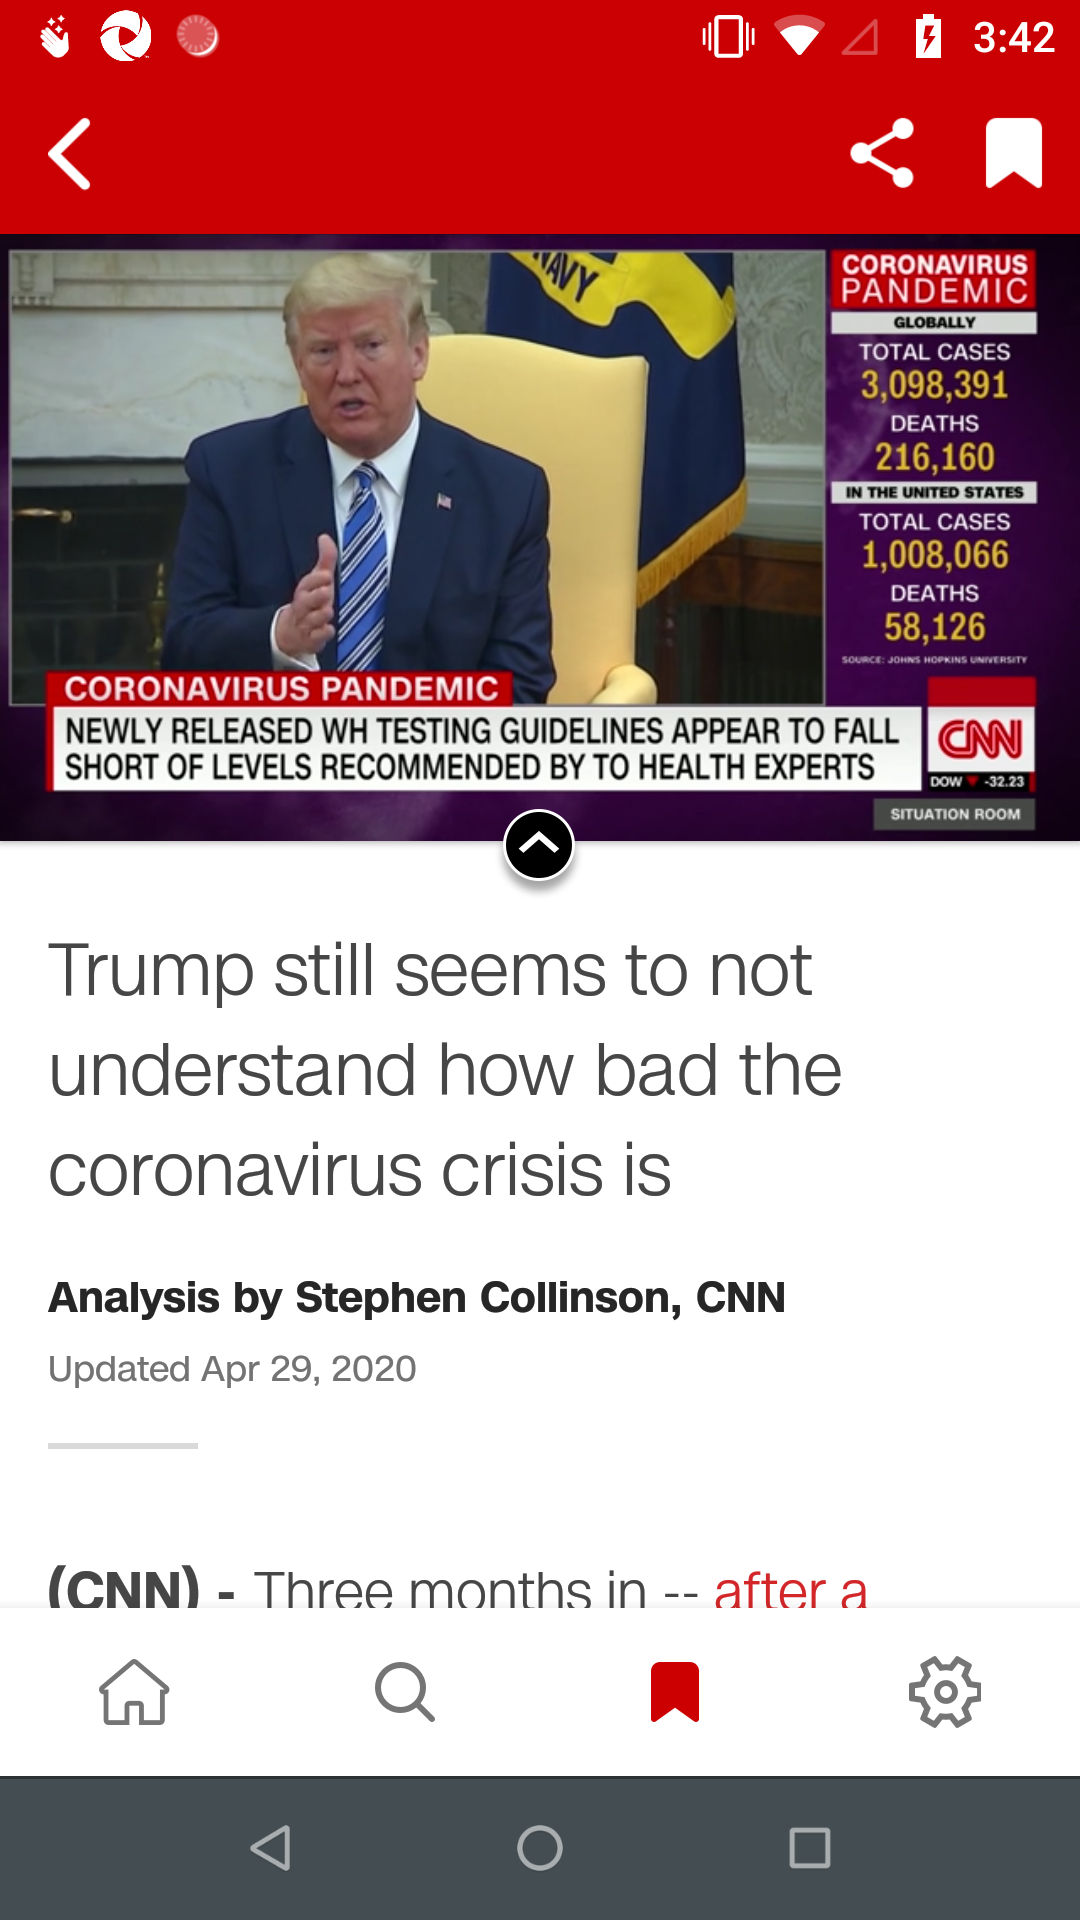 3:42
NAVY
CORONAVIRUS
PANDEMIC
GLOBALLY
TOTAL CASES
3,098,391
DEATHS
216,160
IN THE UNITED STATES
TOTAL CASES
1,008,066
DEATHS
58,126
SOURCE: JOHNS HOPKINS UNIVERSITY
CORONAVIRUS PANDEMIC
NEWLY RELEASED WH TESTING GUIDELINES APPEAR TO FALL
SHORT OF LEVELS RECOMMENDED BY TO HEALTH EXPERTS
CNN
DOW -32.23
SITUATION ROOM
Trump still seems to not
understand how bad the
coronavirus crisis is
Analysis by Stephen Collinson, CNN
Updated Apr 29, 2020
(CNN) - Three months in -- after a